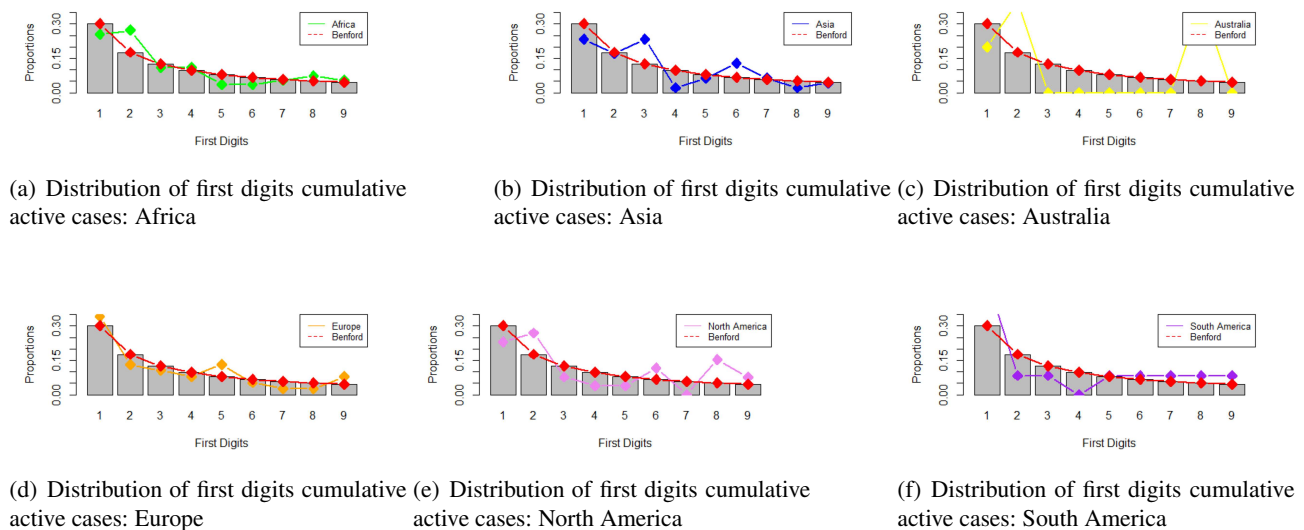 Proportions
0.00 0.15 0.30
Africa
Benford
1 2 3 4 5 6 7 8 9
First Digits
(a) Distribution of first digits cumulative
active cases: Africa
Proportions
0.00 0.15 0.30
Asia
Benford
1 2 3 4 5 6 7 8 9
First Digits
(b) Distribution of first digits cumulative
active cases: Asia
Proportions
0.00 0.15 0.30
Australia
Benford
1 2 3 4 5 6 7 8 9
First Digits
(c) Distribution of first digits cumulative
active cases: Australia
Proportions
0.00 0.15 0.30
Europe
Benford
1 2 3 4 5 6 7 8 9
First Digits
(d) Distribution of first digits cumulative
active cases: Europe
Proportions
0.00 0.15 0.30
North America
Benford
1 2 3 4 5 6 7 8 9
First Digits
(e) Distribution of first digits cumulative
active cases: North America
Proportions
0.00 0.15 0.30
South America
Benford
1 2 3 4 5 6 7 8 9
First Digits
(f) Distribution of first digits cumulative
active cases: South America